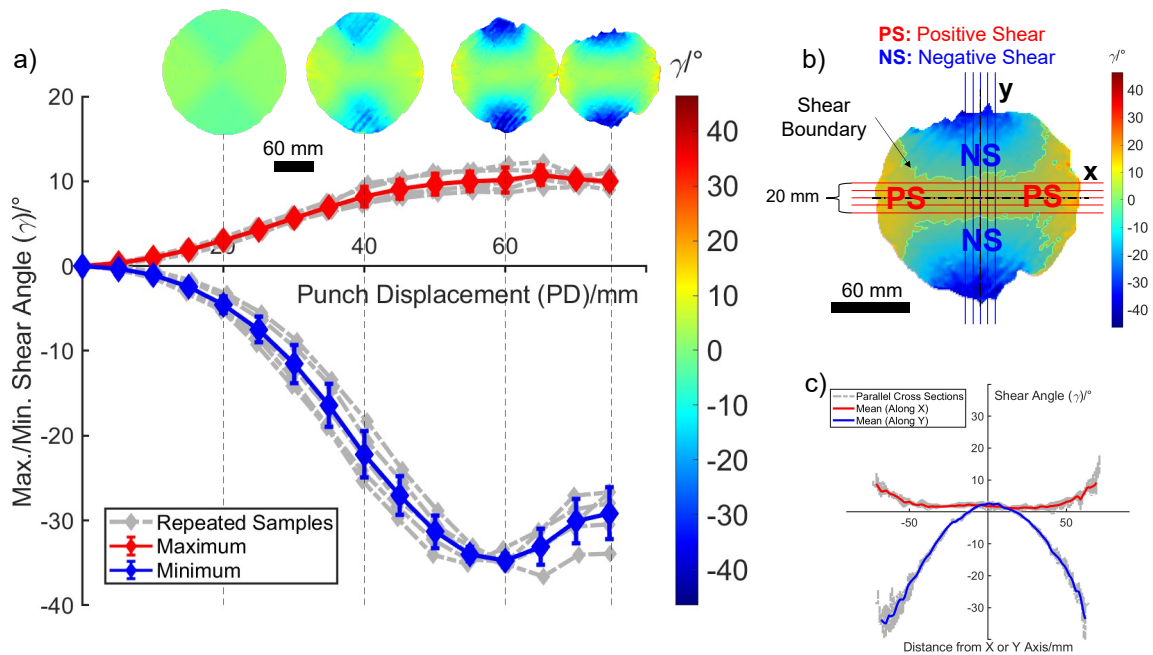 a)
γ/°
20
10
0
-10
-20
-30
-40
Max./Min. Shear Angle (γ)/°
60 mm
20
40
60
Punch Displacement (PD)/mm
Repeated Samples
Maximum
Minimum
40
30
20
10
0
-10
-20
-30
-40
b)
PS: Positive Shear
NS: Negative Shear
γ/°
y
Shear
Boundary
NS
x
PS
PS
20 mm
NS
60 mm
40
30
20
10
0
-10
-20
-30
-40
c)
Parallel Cross Sections
Mean (Along X)
Mean (Along Y)
Shear Angle (γ)/°
30
20
10
-50
50
-10
-20
-30
Distance from X or Y Axis/mm